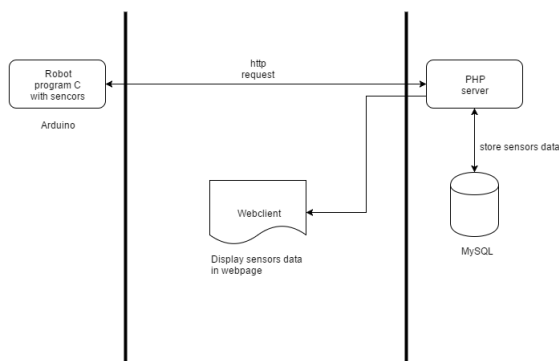 Robot
program C
with sencors
Arduino
http
request
PHP
server
store sensors data
MySQL
Webclient
Display sensors data
in webpage